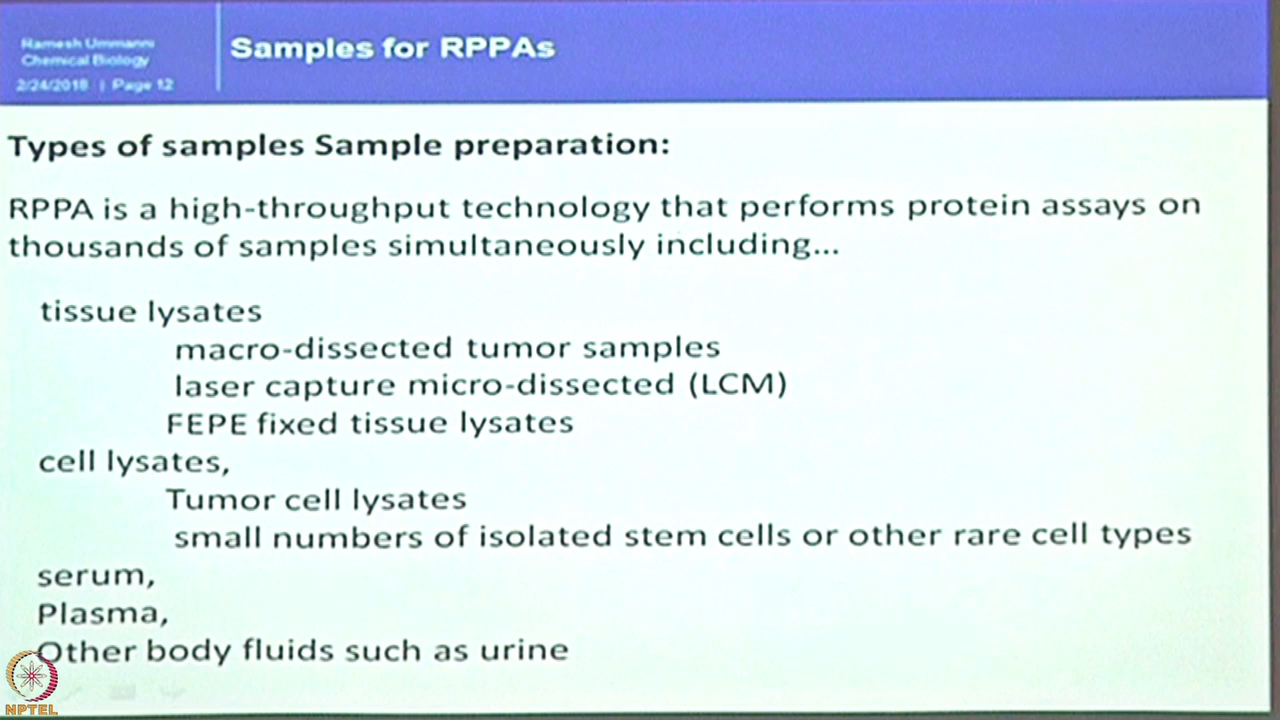 Ramesh Ummanni
Chemical Biology
2/24/2018 | Page 12
Samples for RPPAs
Types of samples Sample preparation:
RPPA is a high-throughput technology that performs protein assays on
thousands of samples simultaneously including...
tissue lysates
macro-dissected tumor samples
laser capture micro-dissected (LCM)
FEPE fixed tissue lysates
cell lysates,
Tumor cell lysates
small numbers of isolated stem cells or other rare cell types
serum,
Plasma,
Other body fluids such as urine
NPTEL